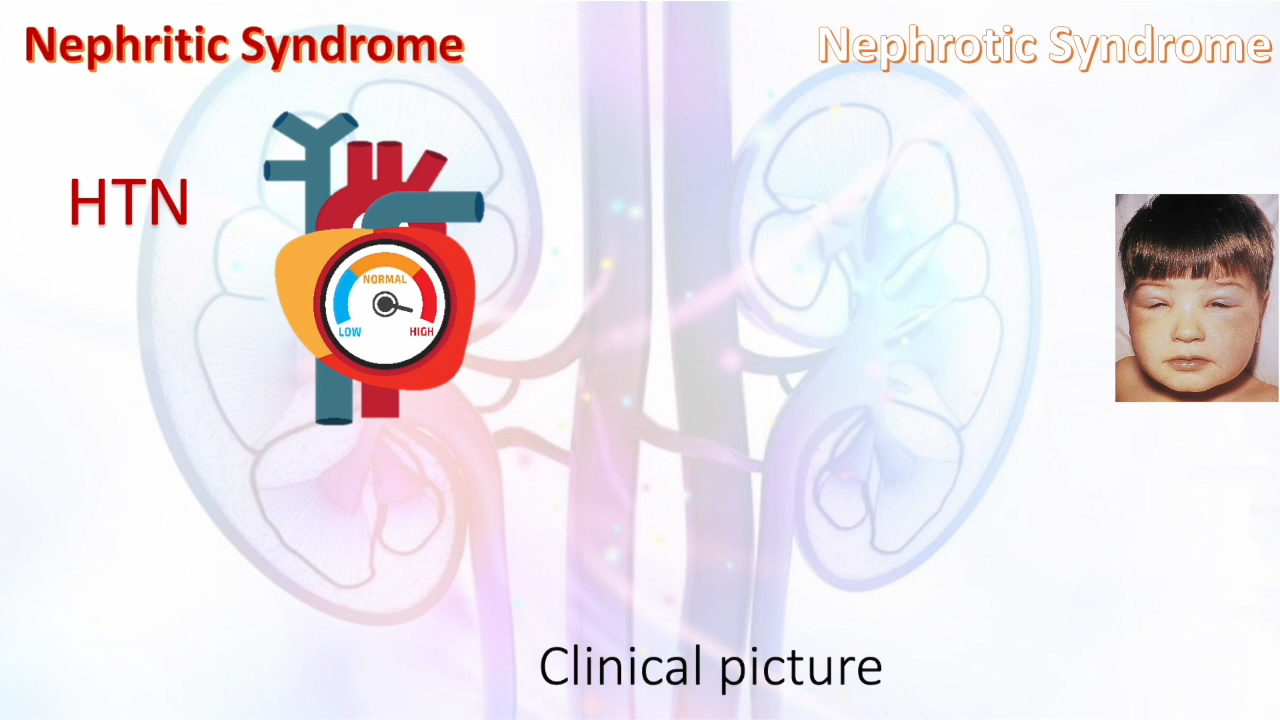 Nephritic Syndrome
Nephrotic Syndrome
HTN
NORMAL
LOW
HIGH
Clinical picture